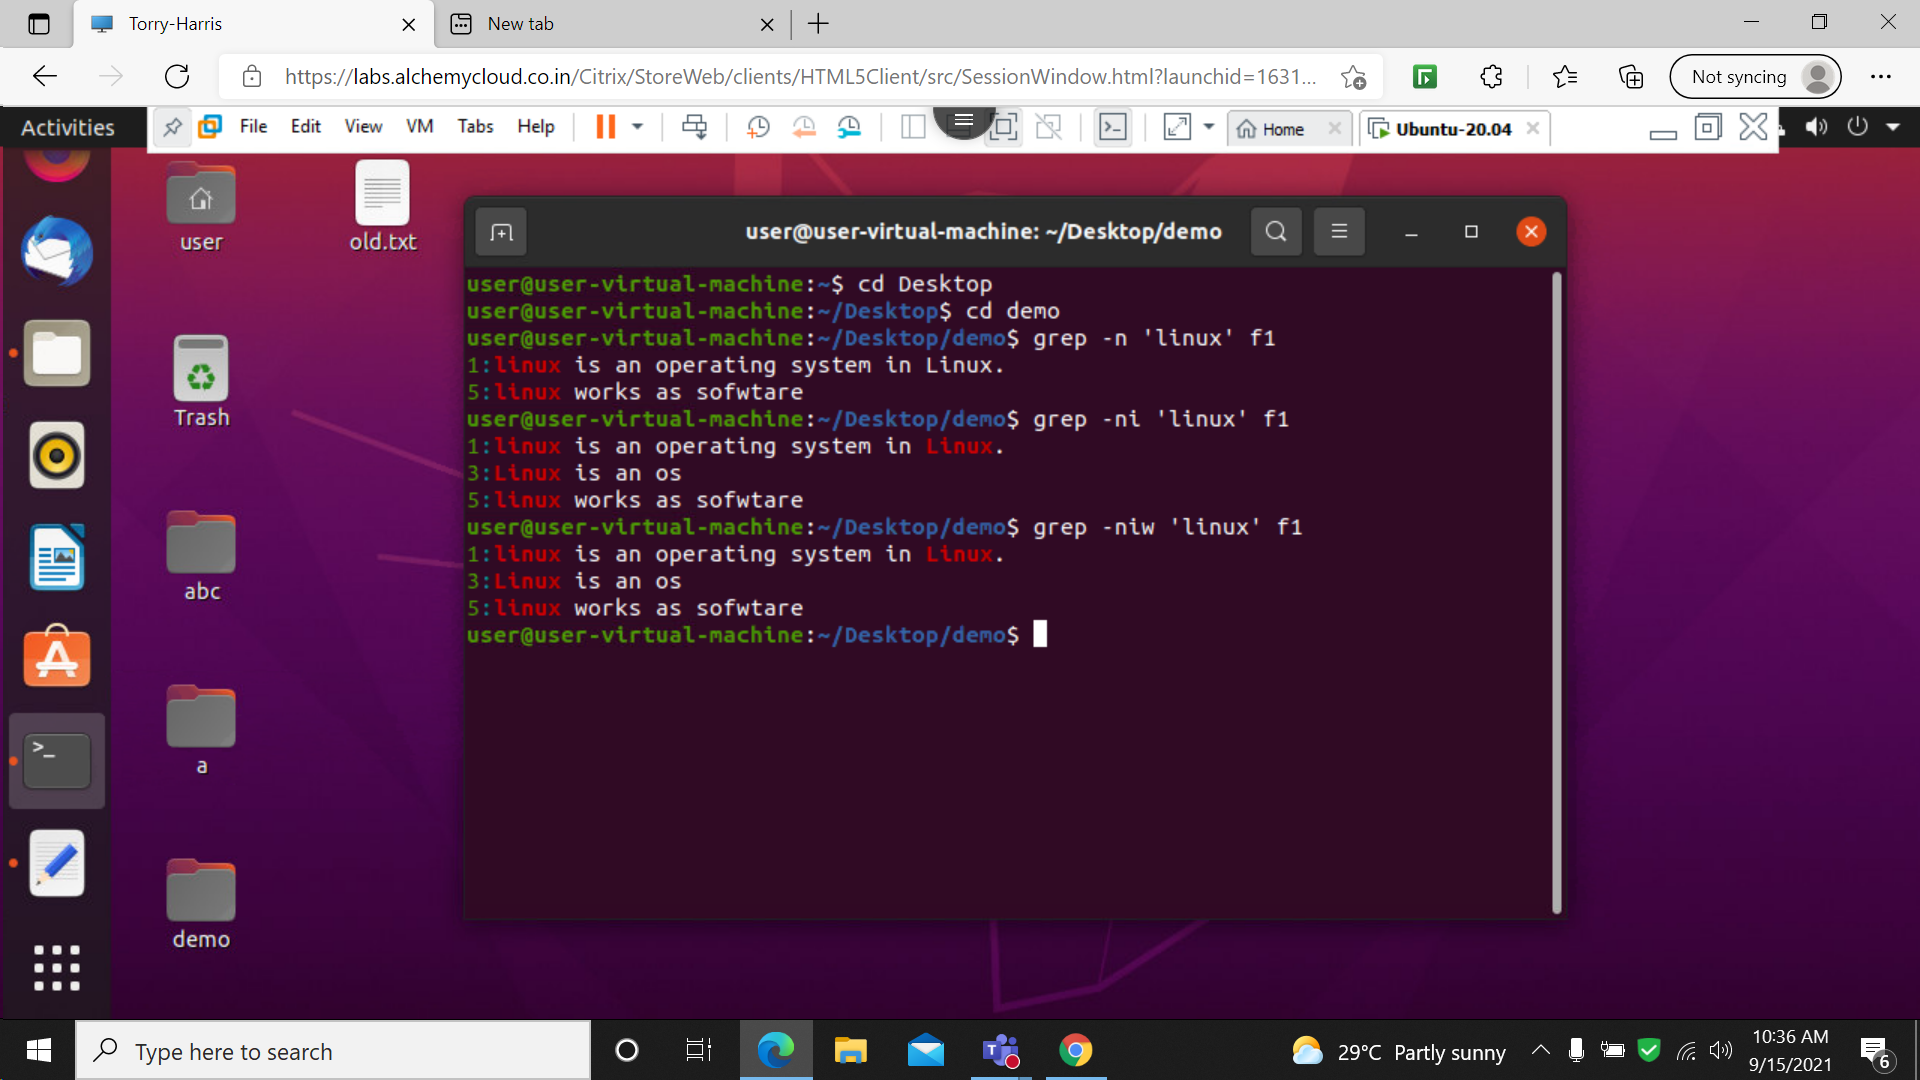 Torry-Harris
New tab
https://labs.alchemycloud.co.in/Citrix/StoreWeb/clients/HTML5Client/src/SessionWindow.html?launchid=1631...
Not syncing
Activities
File Edit View VM Tabs Help
Home
Ubuntu-20.04
user
old.txt
Trash
abc
a
demo
user@user-virtual-machine: ~/Desktop/demo
user@user-virtual-machine:~$ cd Desktop
user@user-virtual-machine:~/Desktop$ cd demo
user@user-virtual-machine:~/Desktop/demo$ grep -n 'linux' f1
1:linux is an operating system in Linux.
5:linux works as sofwtare
user@user-virtual-machine:~/Desktop/demo$ grep -ni 'linux' f1
1:linux is an operating system in Linux.
3:Linux is an os
5:linux works as sofwtare
user@user-virtual-machine:~/Desktop/demo$ grep -niw 'linux' f1
1:linux is an operating system in Linux.
3:Linux is an os
5:linux works as sofwtare
user@user-virtual-machine:~/Desktop/demo$
Type here to search
29°C Partly sunny
10:36 AM
9/15/2021
6